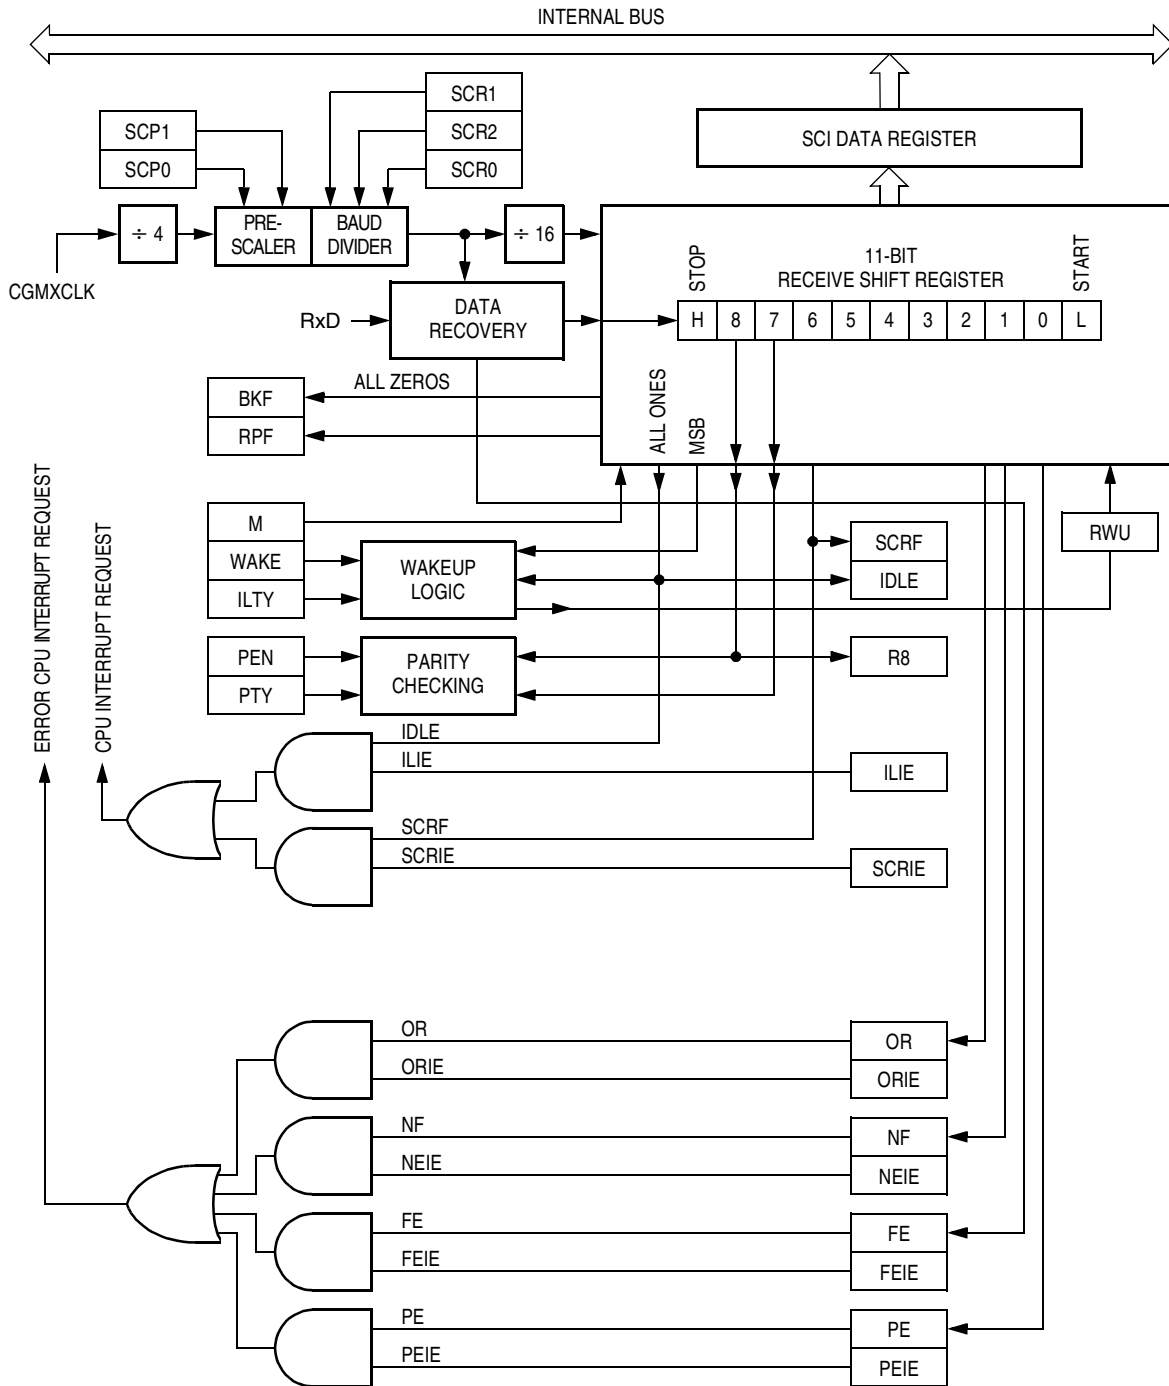 INTERNAL BUS
SCR1
SCR2
SCR0
SCP1
SCP0
SCI DATA REGISTER
÷ 4
PRE-
SCALER
BAUD
DIVIDER
÷ 16
CGMXCLK
RxD
DATA
RECOVERY
STOP
11-BIT
RECEIVE SHIFT REGISTER
START
H 8 7 6 5 4 3 2 1 0 L
ALL ZEROS
BKF
RPF
ALL ONES
MSB
M
WAKE
ILTY
WAKEUP
LOGIC
SCRF
IDLE
RWU
PEN
PTY
PARITY
CHECKING
R8
ERROR CPU INTERRUPT REQUEST
CPU INTERRUPT REQUEST
IDLE
ILIE
ILIE
SCRF
SCRIE
SCRIE
OR
ORIE
OR
ORIE
NF
NEIE
NF
NEIE
FE
FEIE
FE
FEIE
PE
PEIE
PE
PEIE